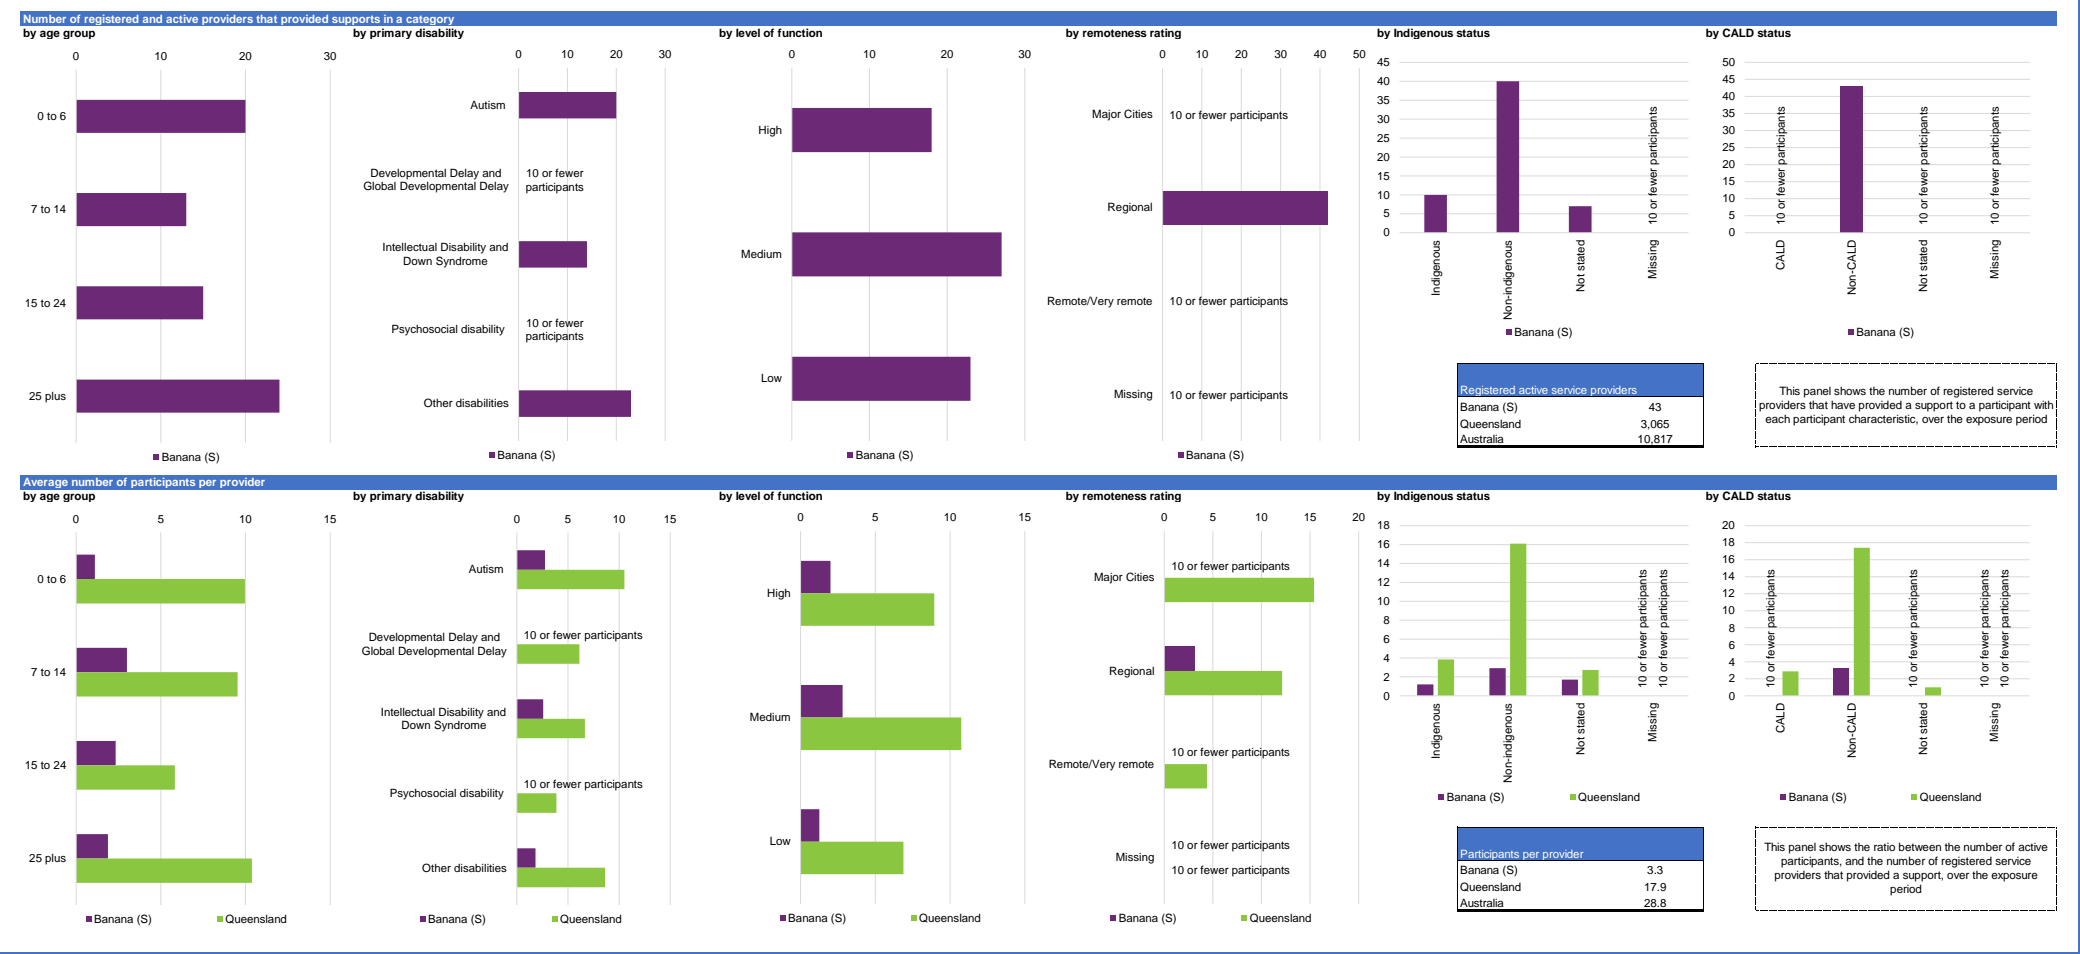 Number of registered and active providers that provided supports in a category
by age group
0 10 20 30
0 to 6
7 to 14
15 to 24
25 plus
Banana (S)
by primary disability
0 10 20 30
Autism
Developmental Delay and
Global Developmental Delay
10 or fewer
participants
Intellectual Disability and
Down Syndrome
Psychosocial disability
10 or fewer
participants
Other disabilities
Banana (S)
by level of function
0 10 20 30
High
Medium
Low
Banana (S)
by remoteness rating
0 10 20 30 40 50
Major Cities
10 or fewer participants
Regional
Remote/Very remote
10 or fewer participants
Missing
10 or fewer participants
Banana (S)
by Indigenous status
45
40
35
30
25
20
15
10
5
0
10 or fewer participants
Indigenous
Non-indigenous
Not stated
Missing
Banana (S)
by CALD status
50
45
40
35
30
25
20
15
10
5
0
10 or fewer participants
10 or fewer participants
10 or fewer participants
CALD
Non-CALD
Not stated
Missing
Banana (S)
Registered active service providers
Banana (S) 43
Queensland 3,065
Australia 10,817
This panel shows the number of registered service
providers that have provided a support to a participant with
each participant characteristic, over the exposure period
Average number of participants per provider
by age group
0 5 10 15
0 to 6
7 to 14
15 to 24
25 plus
Banana (S) Queensland
by primary disability
0 5 10 15
Autism
Developmental Delay and
Global Developmental Delay
10 or fewer participants
Intellectual Disability and
Down Syndrome
Psychosocial disability
10 or fewer participants
Other disabilities
Banana (S) Queensland
by level of function
0 5 10 15
High
Medium
Low
Banana (S) Queensland
by remoteness rating
0 5 10 15 20
Major Cities
10 or fewer participants
Regional
Remote/Very remote
10 or fewer participants
Missing
10 or fewer participants
10 or fewer participants
Banana (S) Queensland
by Indigenous status
18
16
14
12
10
8
6
4
2
0
10 or fewer participants
10 or fewer participants
Indigenous
Non-indigenous
Not stated
Missing
Banana (S) Queensland
by CALD status
20
18
16
14
12
10
8
6
4
2
0
10 or fewer participants
10 or fewer participants
10 or fewer participants
10 or fewer participants
CALD
Non-CALD
Not stated
Missing
Banana (S) Queensland
Participants per provider
Banana (S) 3.3
Queensland 17.9
Australia 28.8
This panel shows the ratio between the number of active
participants, and the number of registered service
providers that provided a support, over the exposure
period